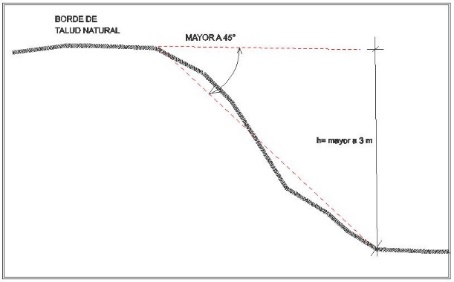 BORDE DE
TALUD NATURAL
MAYOR A 45°
h= mayor a 3 m